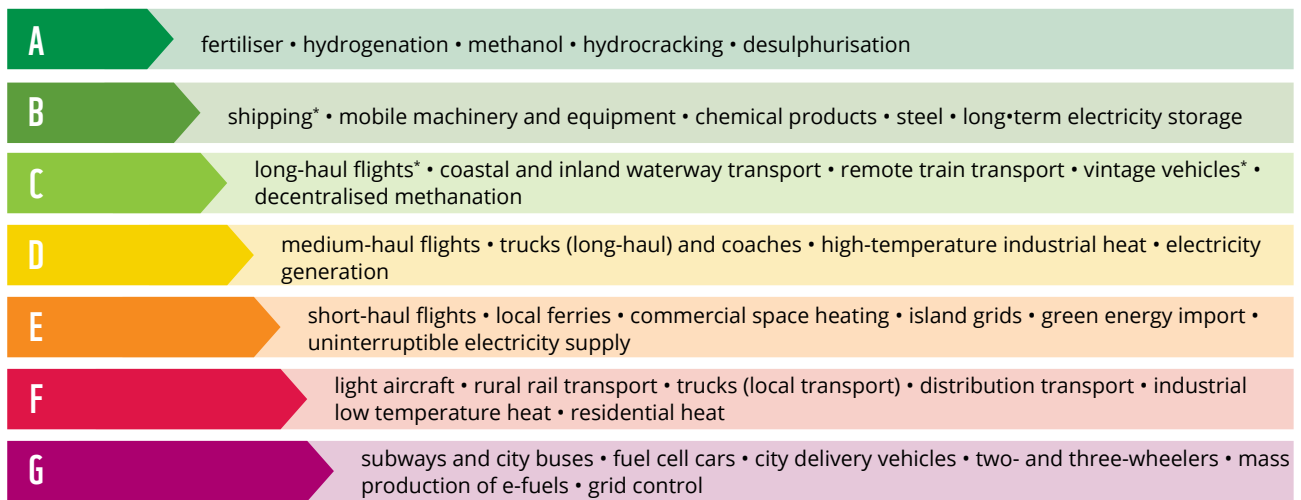 A
fertiliser • hydrogenation • methanol • hydrocracking • desulphurisation
B
shipping* • mobile machinery and equipment • chemical products • steel • long•term electricity storage
C
long-haul flights* • coastal and inland waterway transport • remote train transport • vintage vehicles* •
decentralised methanation
D
medium-haul flights • trucks (long-haul) and coaches • high-temperature industrial heat • electricity
generation
E
short-haul flights • local ferries • commercial space heating • island grids • green energy import •
uninterruptible electricity supply
F
light aircraft • rural rail transport • trucks (local transport) • distribution transport • industrial
low temperature heat • residential heat
G
subways and city buses • fuel cell cars • city delivery vehicles • two- and three-wheelers • mass
production of e-fuels • grid control